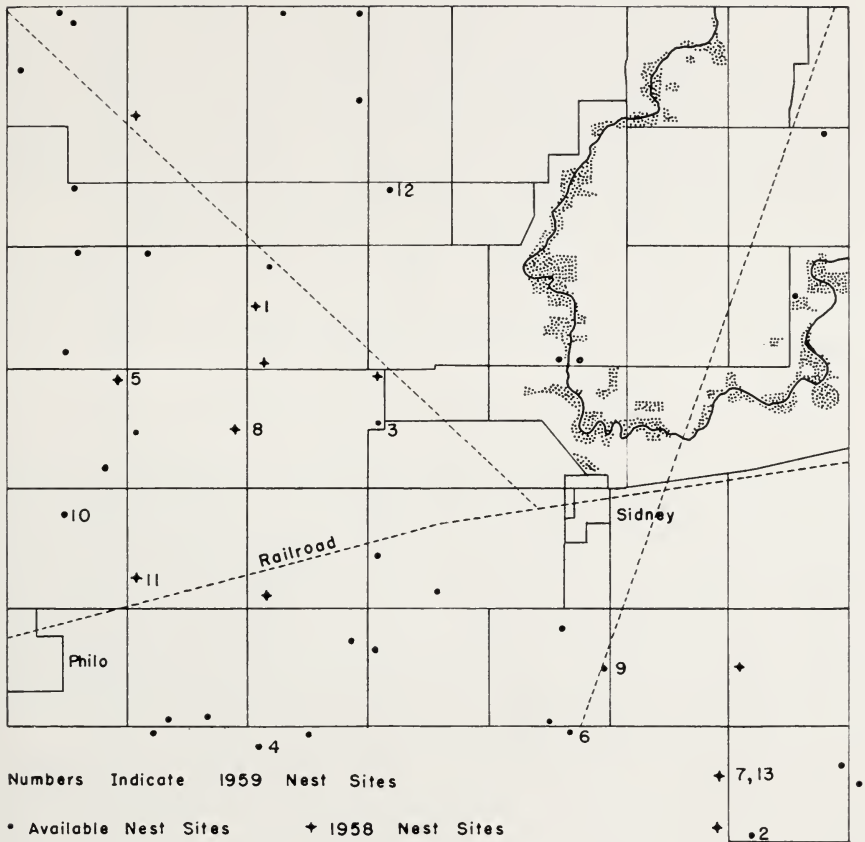 12
1
5
8
3
10
Sidney
Railroad
11
Philo
9
6
4
Numbers Indicate 1959 Nest Sites
7,13
• Available Nest Sites ✦ 1958 Nest Sites
2